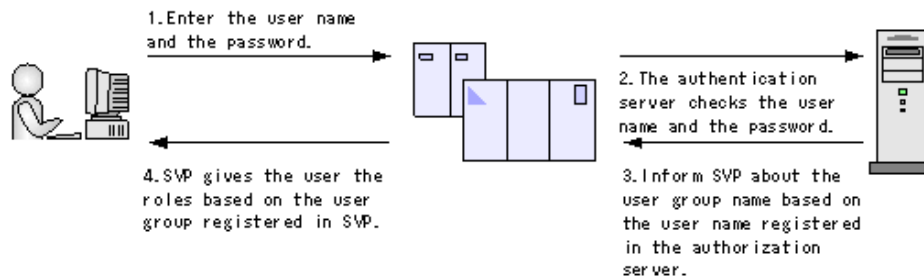 1.Enter the user name
and the password.
2.The authentication
server checks the user
name and the password.
3.Inform SVP about the
user group name based on
the user name registered
in the authorization
server.
4.SVP gives the user the
roles based on the user
group registered in SVP.